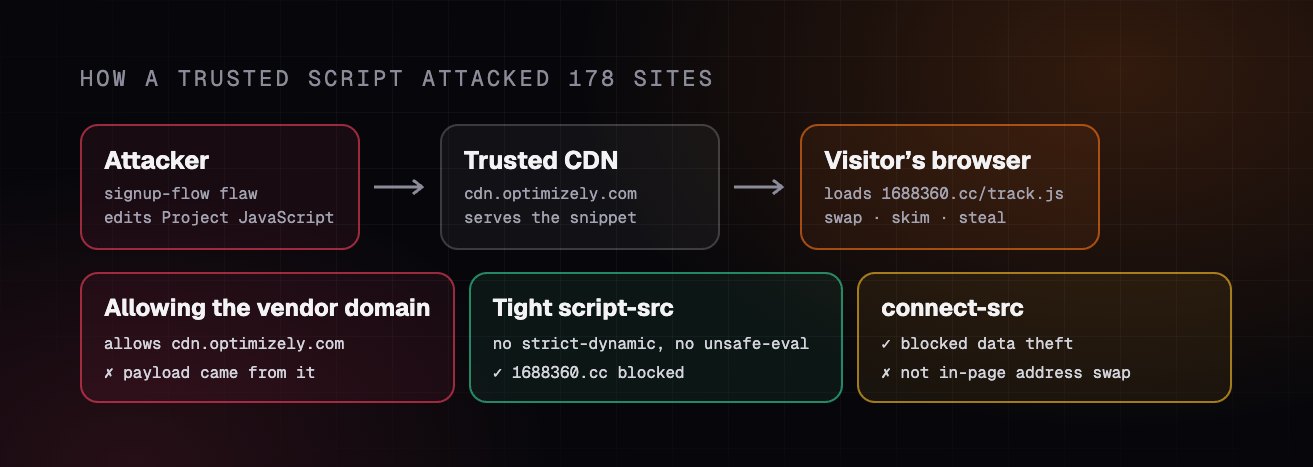 HOW A TRUSTED SCRIPT ATTACKED 178 SITES
Attacker
signup-flow flaw
edits Project JavaScript
Trusted CDN
cdn.optimizely.com
serves the snippet
Visitor’s browser
loads 1688360.cc/track.js
swap · skim · steal
Allowing the vendor domain
allows cdn.optimizely.com
✗ payload came from it
Tight script-src
no strict-dynamic, no unsafe-eval
✓ 1688360.cc blocked
connect-src
✓ blocked data theft
✗ not in-page address swap